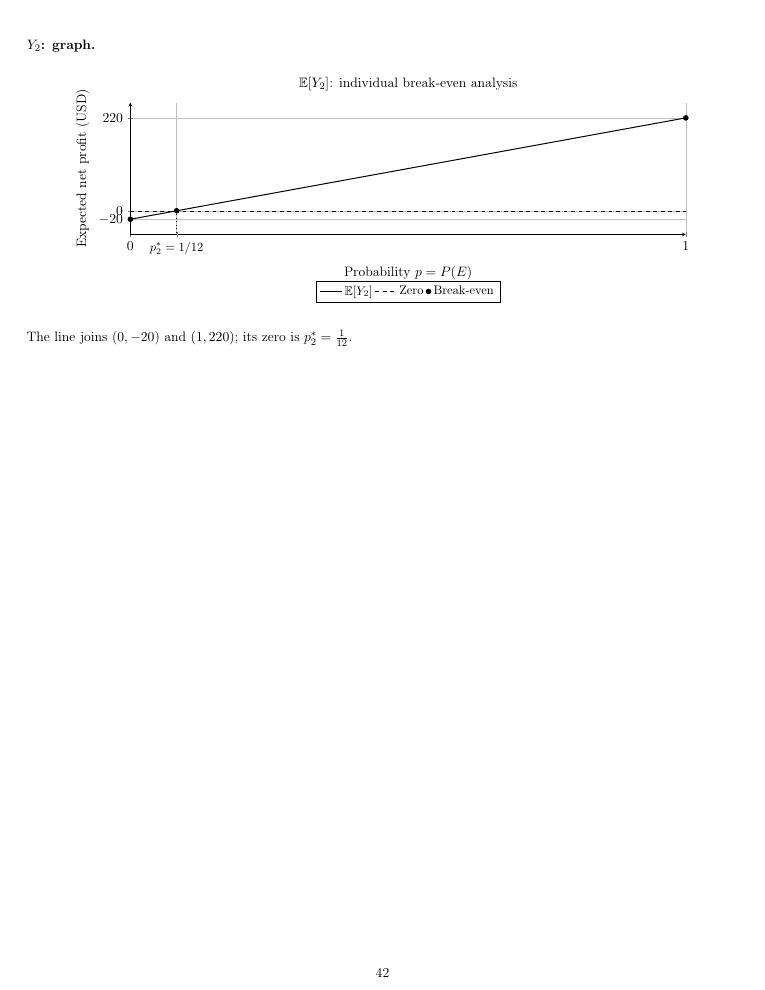 Y₂: graph.
𝔼[Y₂]: individual break-even analysis
Expected net profit (USD)
220
0
−20
0 p₂* = 1/12 1
Probability p = P(E)
𝔼[Y₂] Zero Break-even
The line joins (0, −20) and (1, 220); its zero is p₂* = 1/12.
42